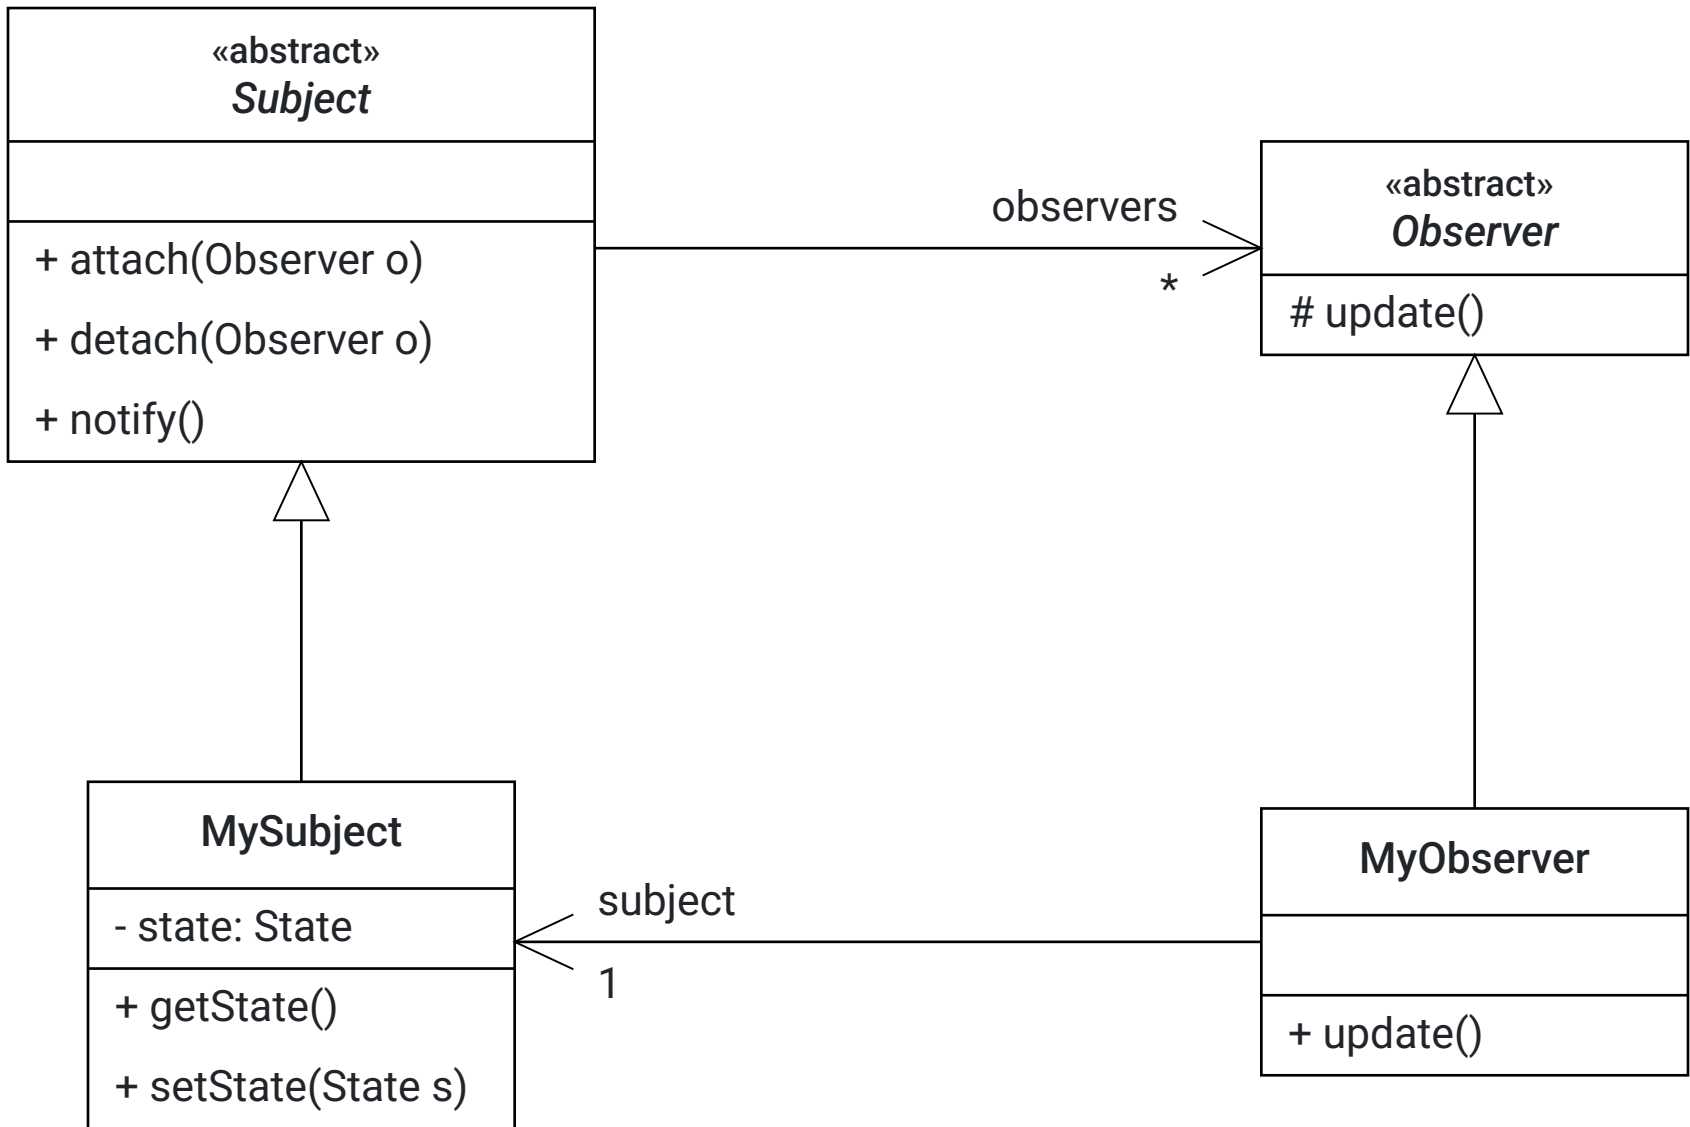 «abstract»
Subject
+ attach(Observer o)
+ detach(Observer o)
+ notify()
observers
*
«abstract»
Observer
# update()
MySubject
- state: State
+ getState()
+ setState(State s)
subject
1
MyObserver
+ update()